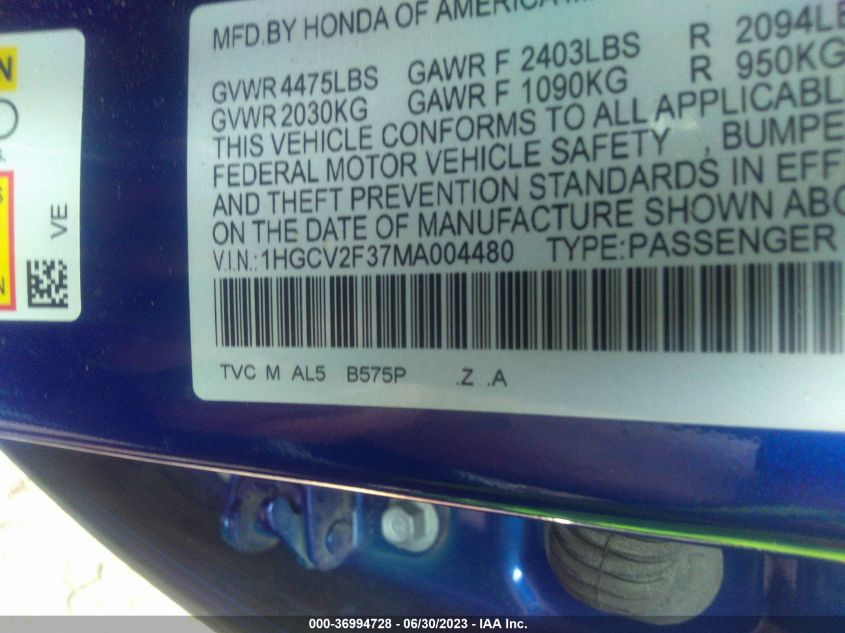 MFD.BY HONDA OF AMERICA
GVWR 4475LBS GAWR F 2403LBS R 2094LB
GVWR 2030KG GAWR F 1090KG R 950KG
THIS VEHICLE CONFORMS TO ALL APPLICABL
FEDERAL MOTOR VEHICLE SAFETY , BUMPE
AND THEFT PREVENTION STANDARDS IN EFF
ON THE DATE OF MANUFACTURE SHOWN ABO
V.I.N.:1HGCV2F37MA004480 TYPE:PASSENGER
TVC M AL5 B575P .Z .A
VE
N
000-36994728 — 06/30/2023 — IAA Inc.